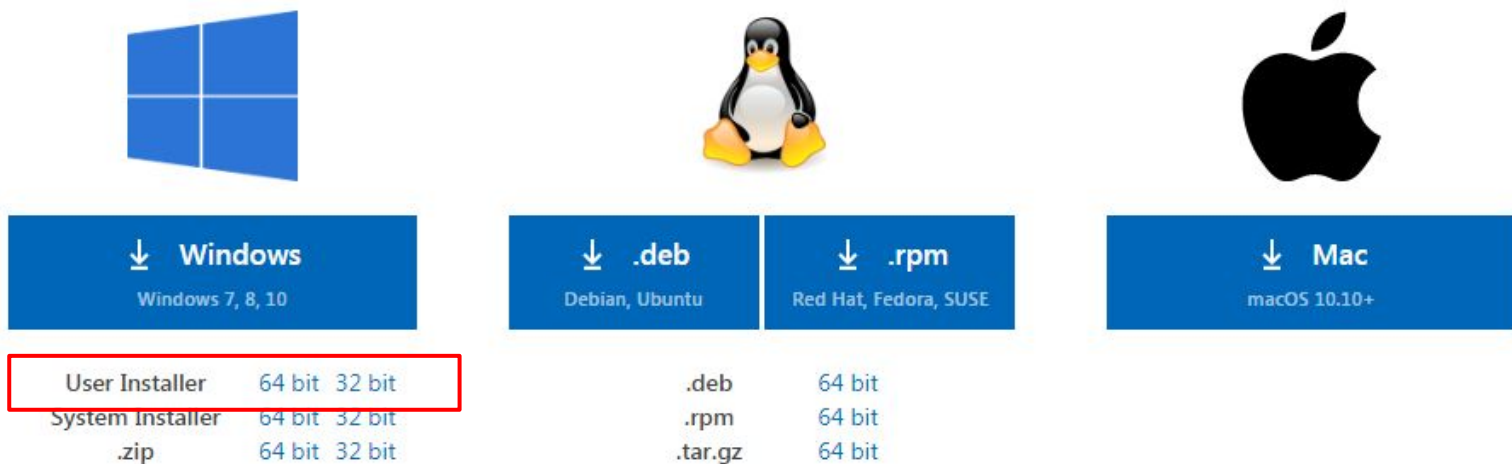 Windows
Windows 7, 8, 10
User Installer 64 bit 32 bit
System Installer 64 bit 32 bit
.zip 64 bit 32 bit
.deb
Debian, Ubuntu
.rpm
Red Hat, Fedora, SUSE
.deb 64 bit
.rpm 64 bit
.tar.gz 64 bit
Mac
macOS 10.10+